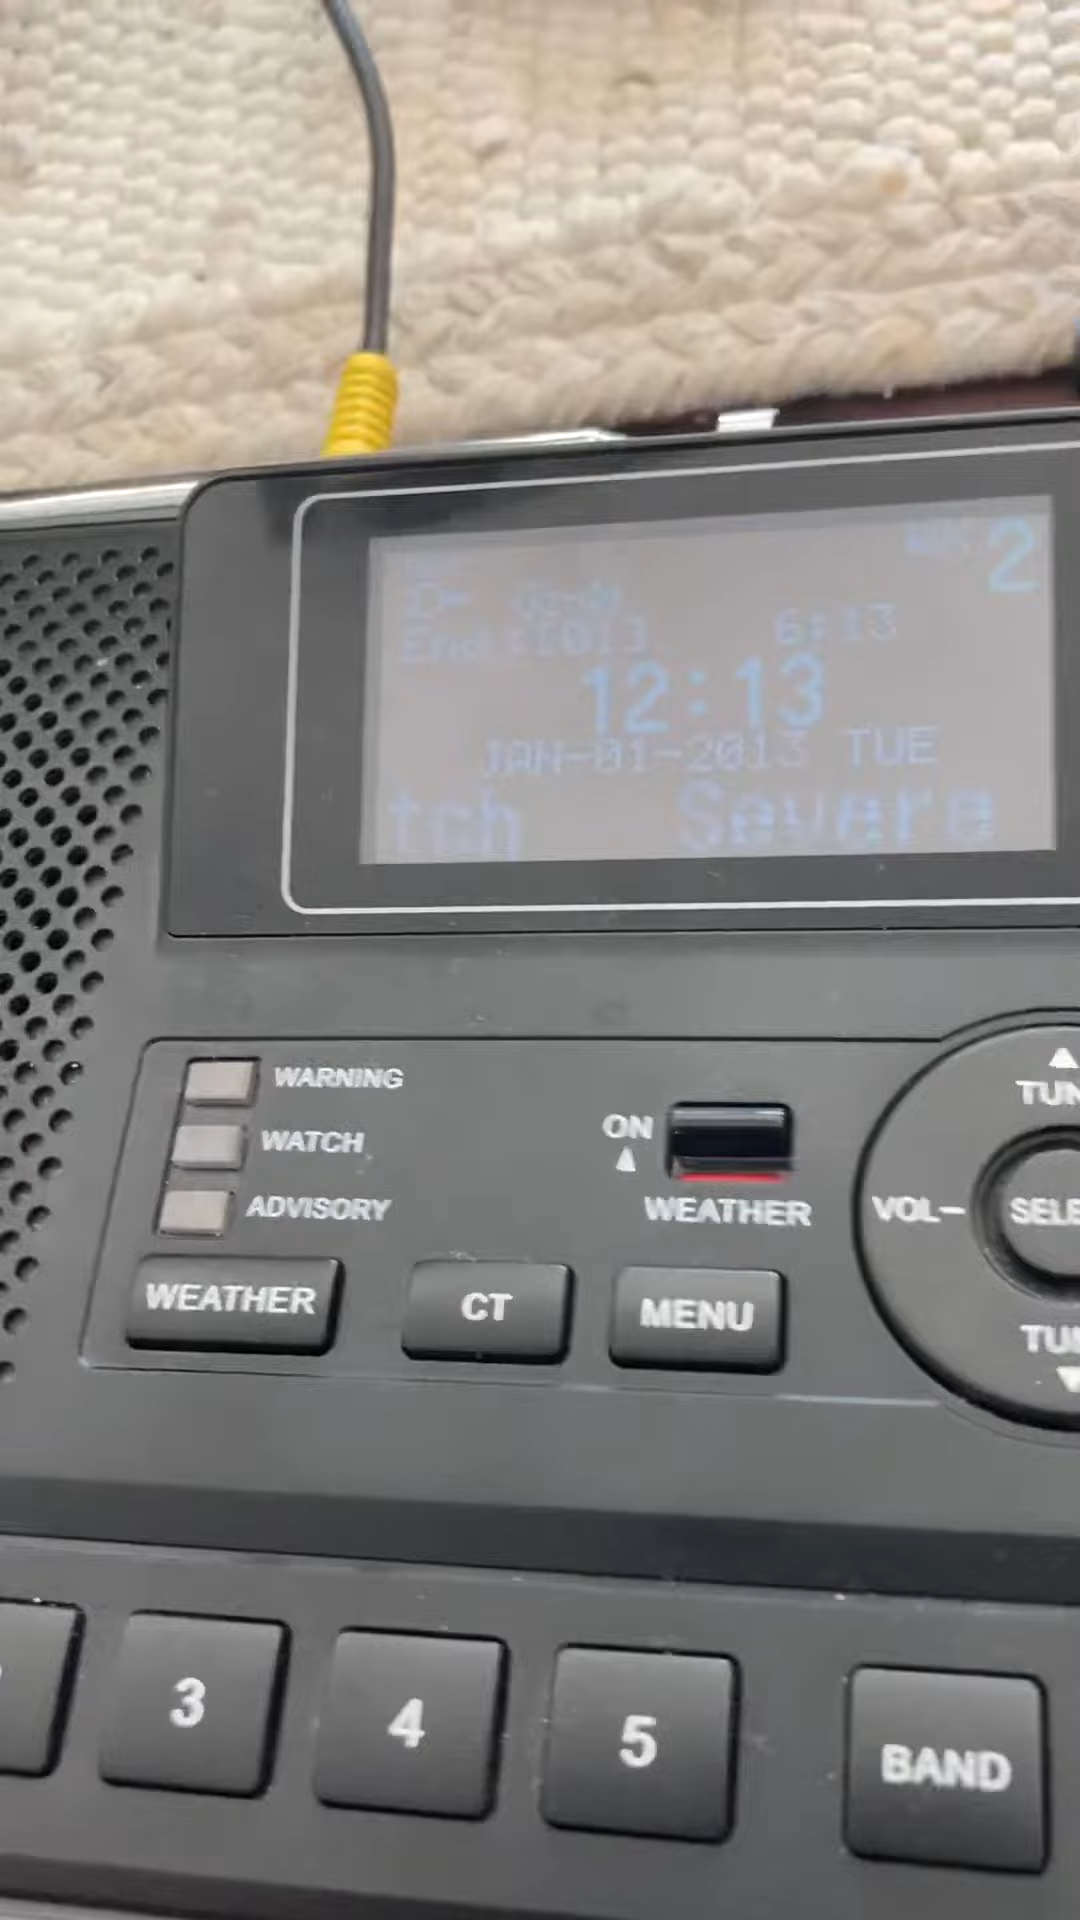 2
End:[01] 6:13
12:13
JAN-01-2013 TUE
tch Severe
WARNING
WATCH
ADVISORY
ON
WEATHER
TUN
VOL-
SELE
TU
WEATHER
CT
MENU
3
4
5
BAND